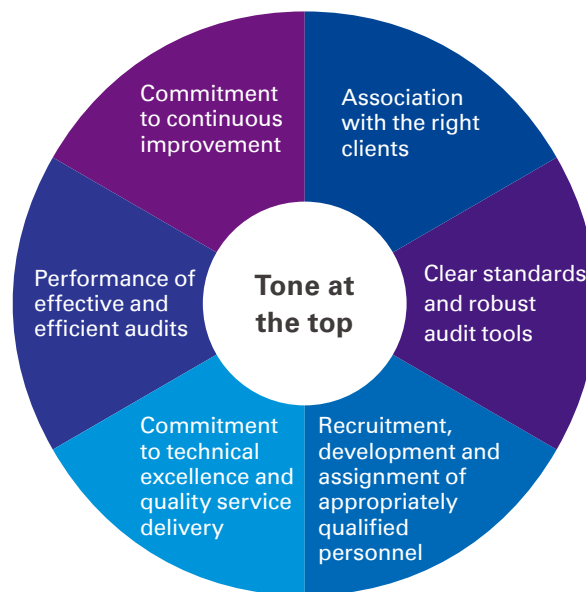 Commitment
to continuous
improvement
Association
with the right
clients
Performance of
effective and
efficient audits
Tone at
the top
Clear standards
and robust
audit tools
Commitment
to technical
excellence and
quality service
delivery
Recruitment,
development and
assignment of
appropriately
qualified
personnel